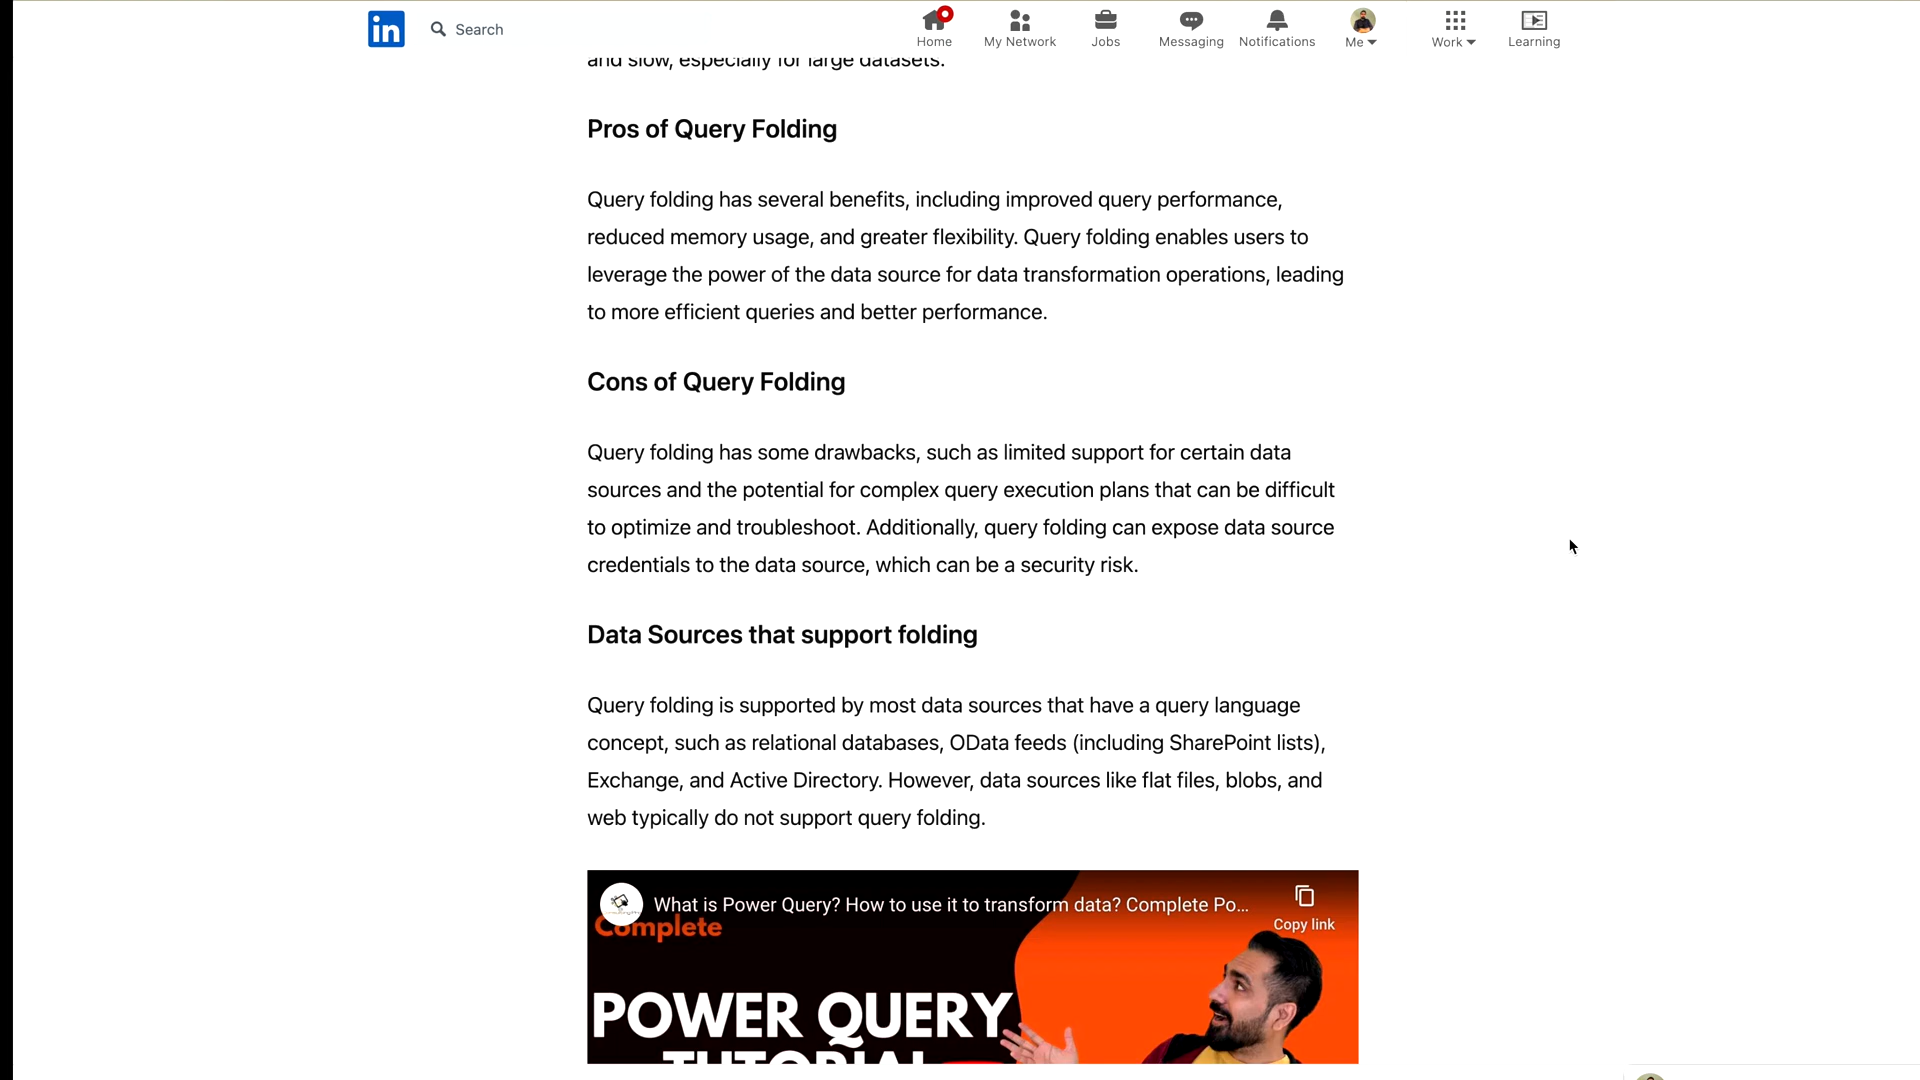 in
Search
Home
My Network
Jobs
Messaging
Notifications
Me
Work
Learning
and slow, especially for large datasets.
Pros of Query Folding
Query folding has several benefits, including improved query performance,
reduced memory usage, and greater flexibility. Query folding enables users to
leverage the power of the data source for data transformation operations, leading
to more efficient queries and better performance.
Cons of Query Folding
Query folding has some drawbacks, such as limited support for certain data
sources and the potential for complex query execution plans that can be difficult
to optimize and troubleshoot. Additionally, query folding can expose data source
credentials to the data source, which can be a security risk.
Data Sources that support folding
Query folding is supported by most data sources that have a query language
concept, such as relational databases, OData feeds (including SharePoint lists),
Exchange, and Active Directory. However, data sources like flat files, blobs, and
web typically do not support query folding.
What is Power Query? How to use it to transform data? Complete Po...
Copy link
Complete
POWER QUERY
TUTORIAL